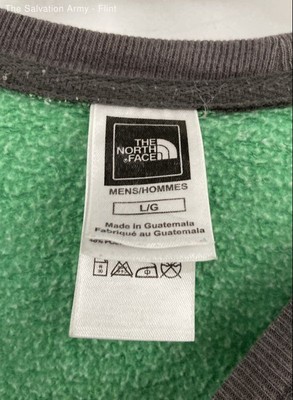 The Salvation Army - Flint
THE
NORTH
FACE
MENS/HOMMES
L/G
Made in Guatemala
Fabriqué au Guatemala